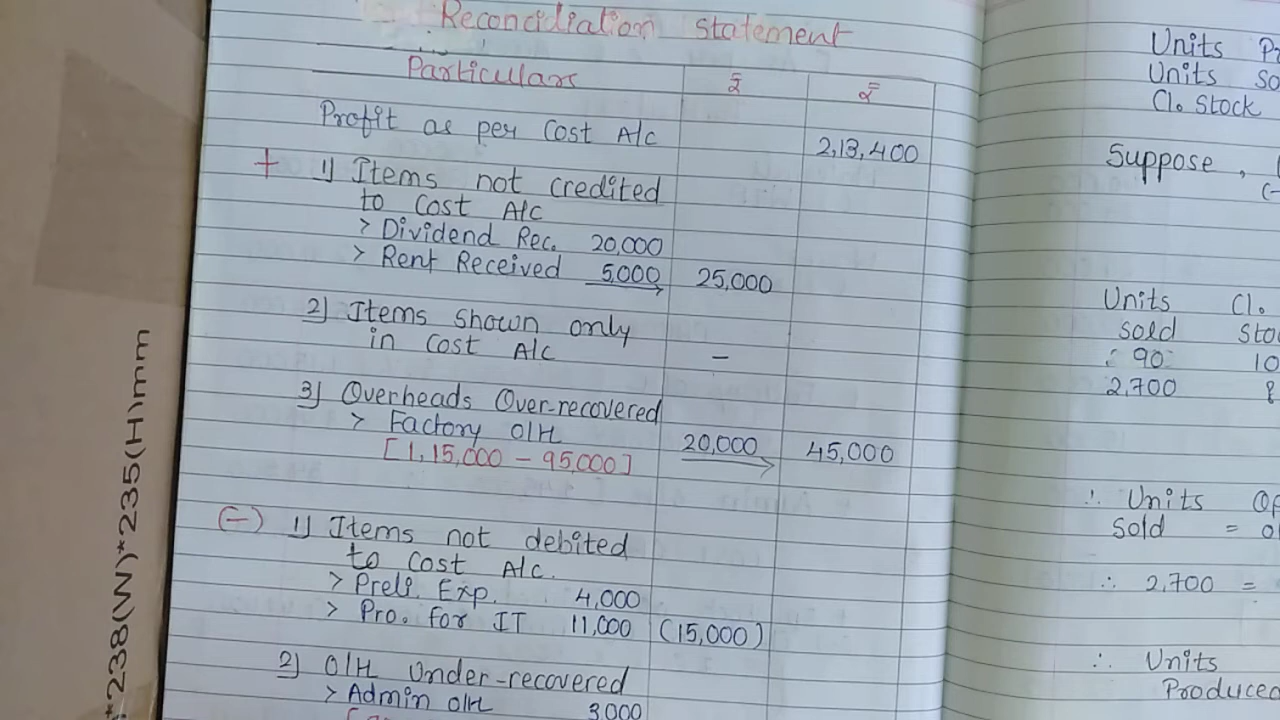 Reconcidiation Statement
Particulars ₹ ₹
Profit as per Cost A/c 2,13,400
+ 1) Items not credited
to Cost A/c
> Dividend Rec. 20,000
> Rent Received 5,000 25,000
2) Items shown only
in Cost A/c –
3) Overheads Over-recovered
> Factory O/H 20,000 45,000
[1,15,000 – 95,000]
(–) 1) Items not debited
to Cost A/c.
> Preli. Exp. 4,000
> Pro. for IT 11,000 (15,000)
2) O/H Under-recovered
> Admin O/H 3,000
Units
Units
Cl. Stock
Suppose,
Units Cl.
Sold
90 10
2,700
∴ Units
Sold =
∴ 2,700 =
∴ Units
Produced
*238(W)*235(H)mm